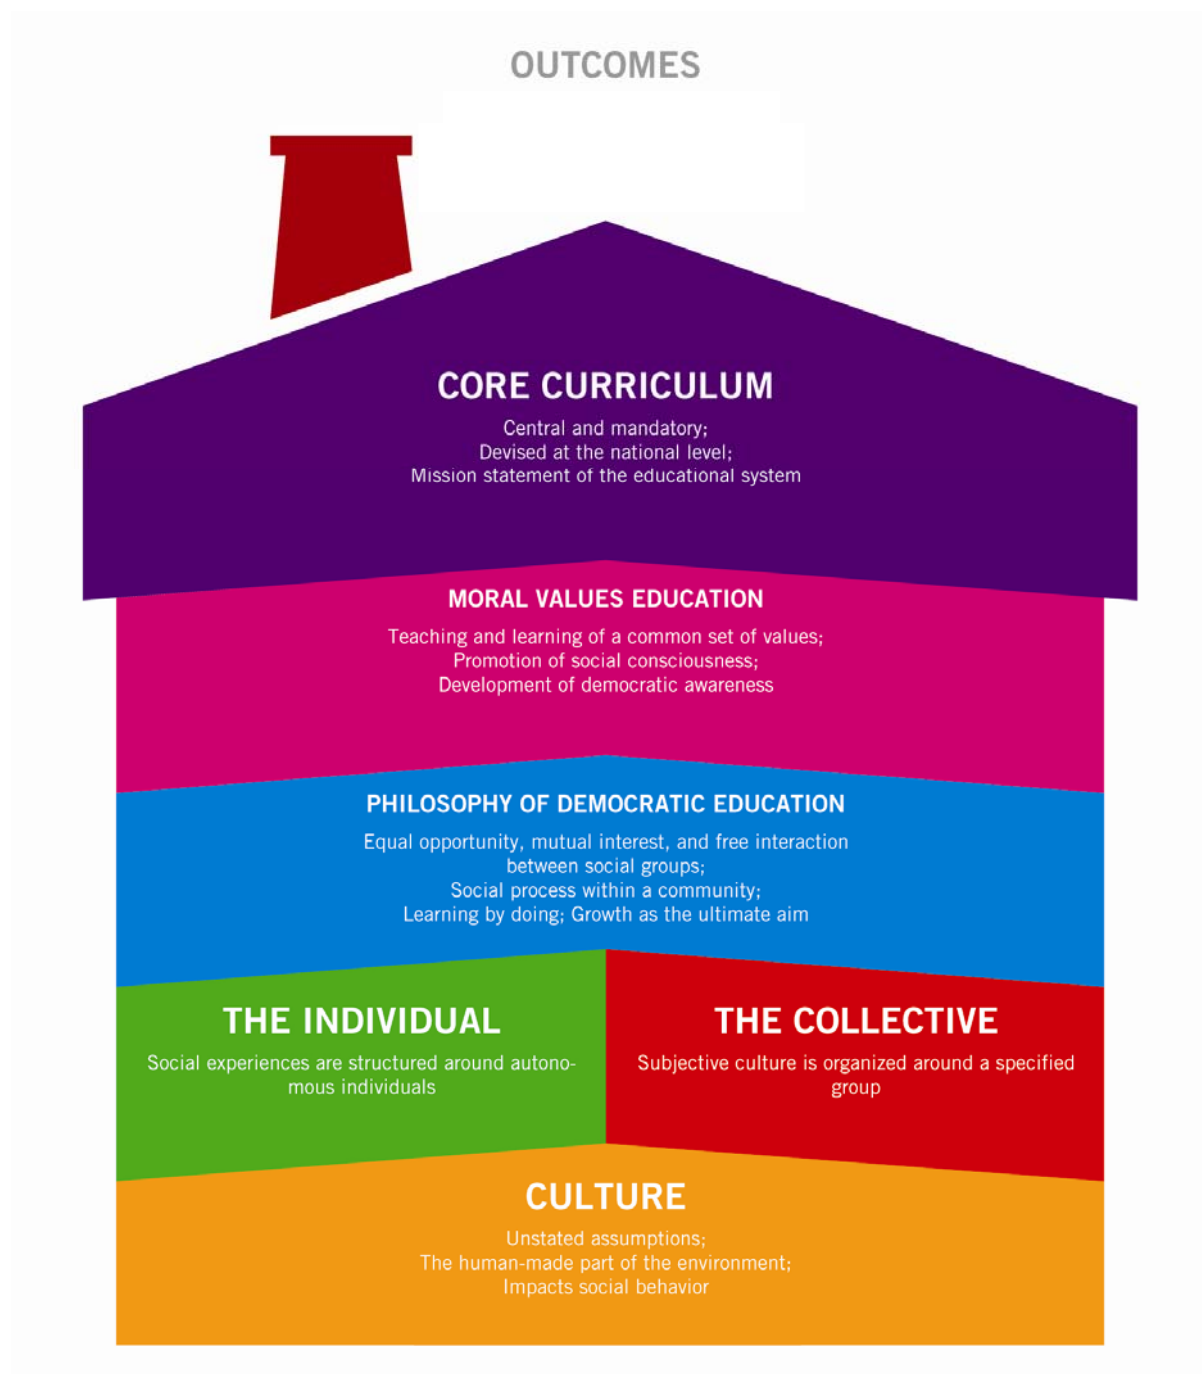 OUTCOMES
CORE CURRICULUM
Central and mandatory;
Devised at the national level;
Mission statement of the educational system
MORAL VALUES EDUCATION
Teaching and learning of a common set of values;
Promotion of social consciousness;
Development of democratic awareness
PHILOSOPHY OF DEMOCRATIC EDUCATION
Equal opportunity, mutual interest, and free interaction
between social groups;
Social process within a community;
Learning by doing; Growth as the ultimate aim
THE INDIVIDUAL
Social experiences are structured around autono-
mous individuals
THE COLLECTIVE
Subjective culture is organized around a specified
group
CULTURE
Unstated assumptions;
The human-made part of the environment;
Impacts social behavior